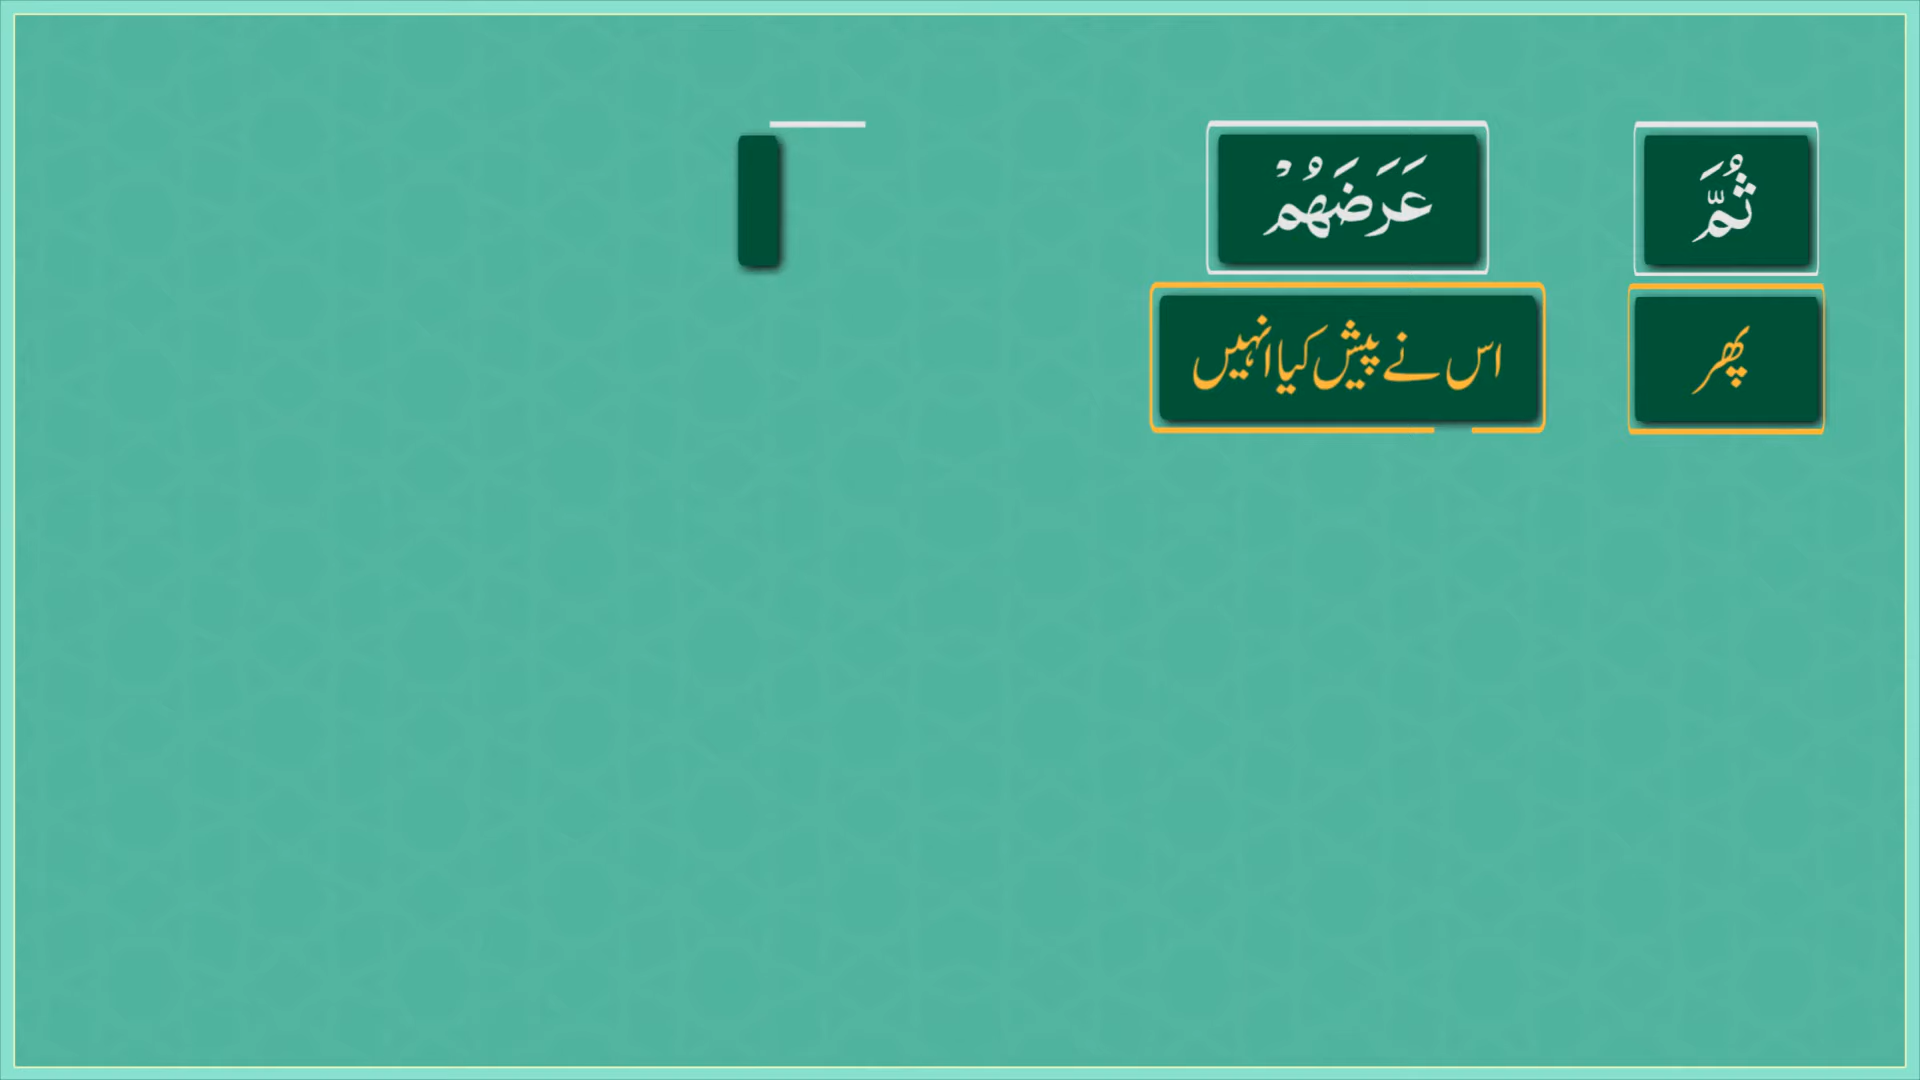 ثُمَّ عَرَضَهُمْ
پھر اس نے پیش کیا انہیں